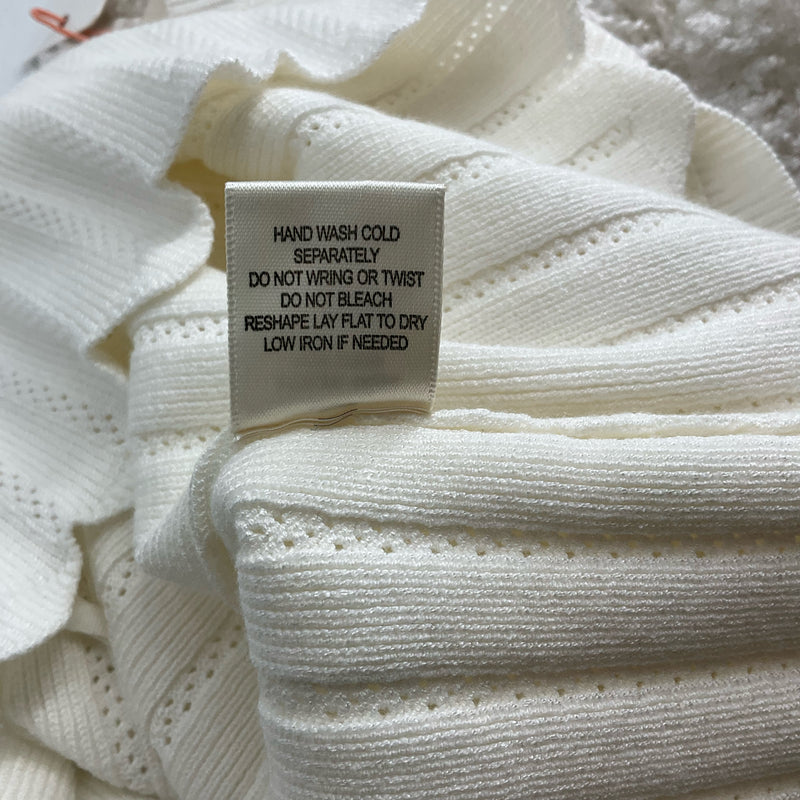 HAND WASH COLD
SEPARATELY
DO NOT WRING OR TWIST
DO NOT BLEACH
RESHAPE LAY FLAT TO DRY
LOW IRON IF NEEDED